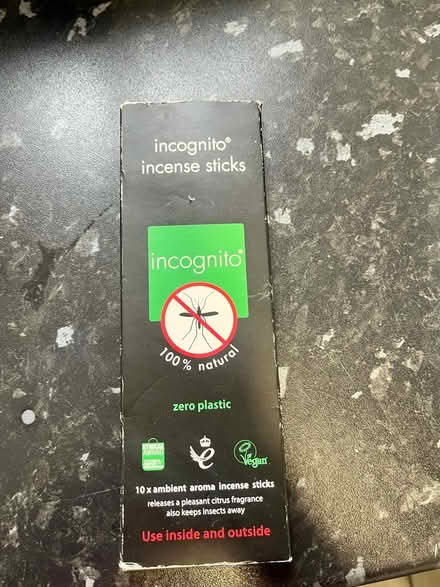 incognito®
incense sticks
incognito®
100% natural
zero plastic
Vegan
10 x ambient aroma incense sticks
releases a pleasant citrus fragrance
also keeps insects away
Use inside and outside